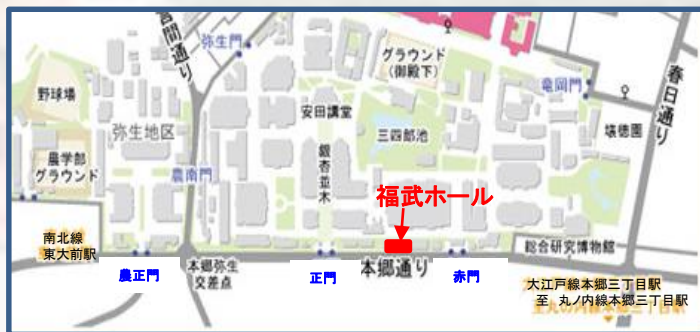 言問通り
弥生門
グラウンド
(御殿下)
竜岡門
春日通り
野球場
弥生地区
安田講堂
三四郎池
懐徳園
農学部
グラウンド
農南門
銀杏並木
福武ホール
南北線
東大前駅
農正門
本郷弥生
交差点
正門
本郷通り
赤門
総合研究博物館
大江戸線本郷三丁目駅
至 丸ノ内線本郷三丁目駅